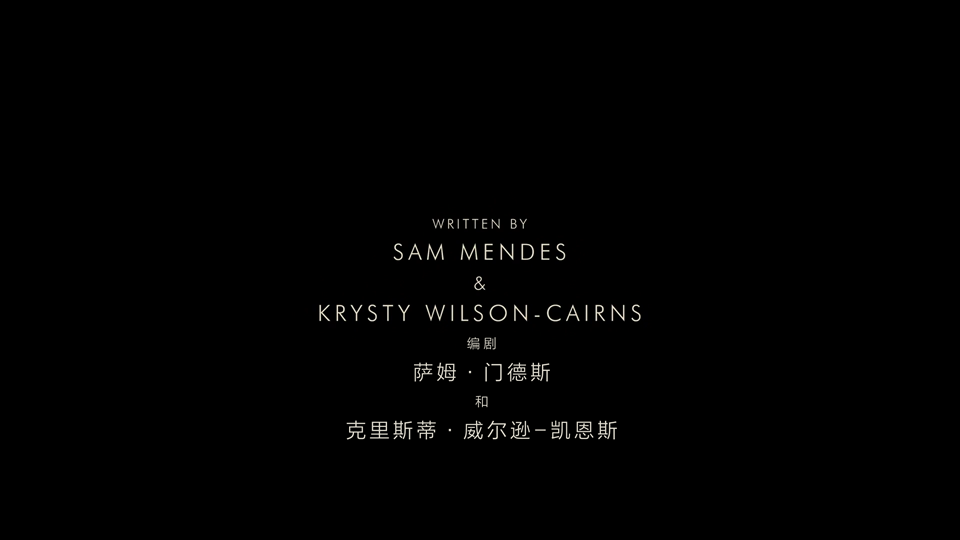 WRITTEN BY
SAM MENDES
&
KRYSTY WILSON-CAIRNS
编剧
萨姆·门德斯
和
克里斯蒂·威尔逊–凯恩斯